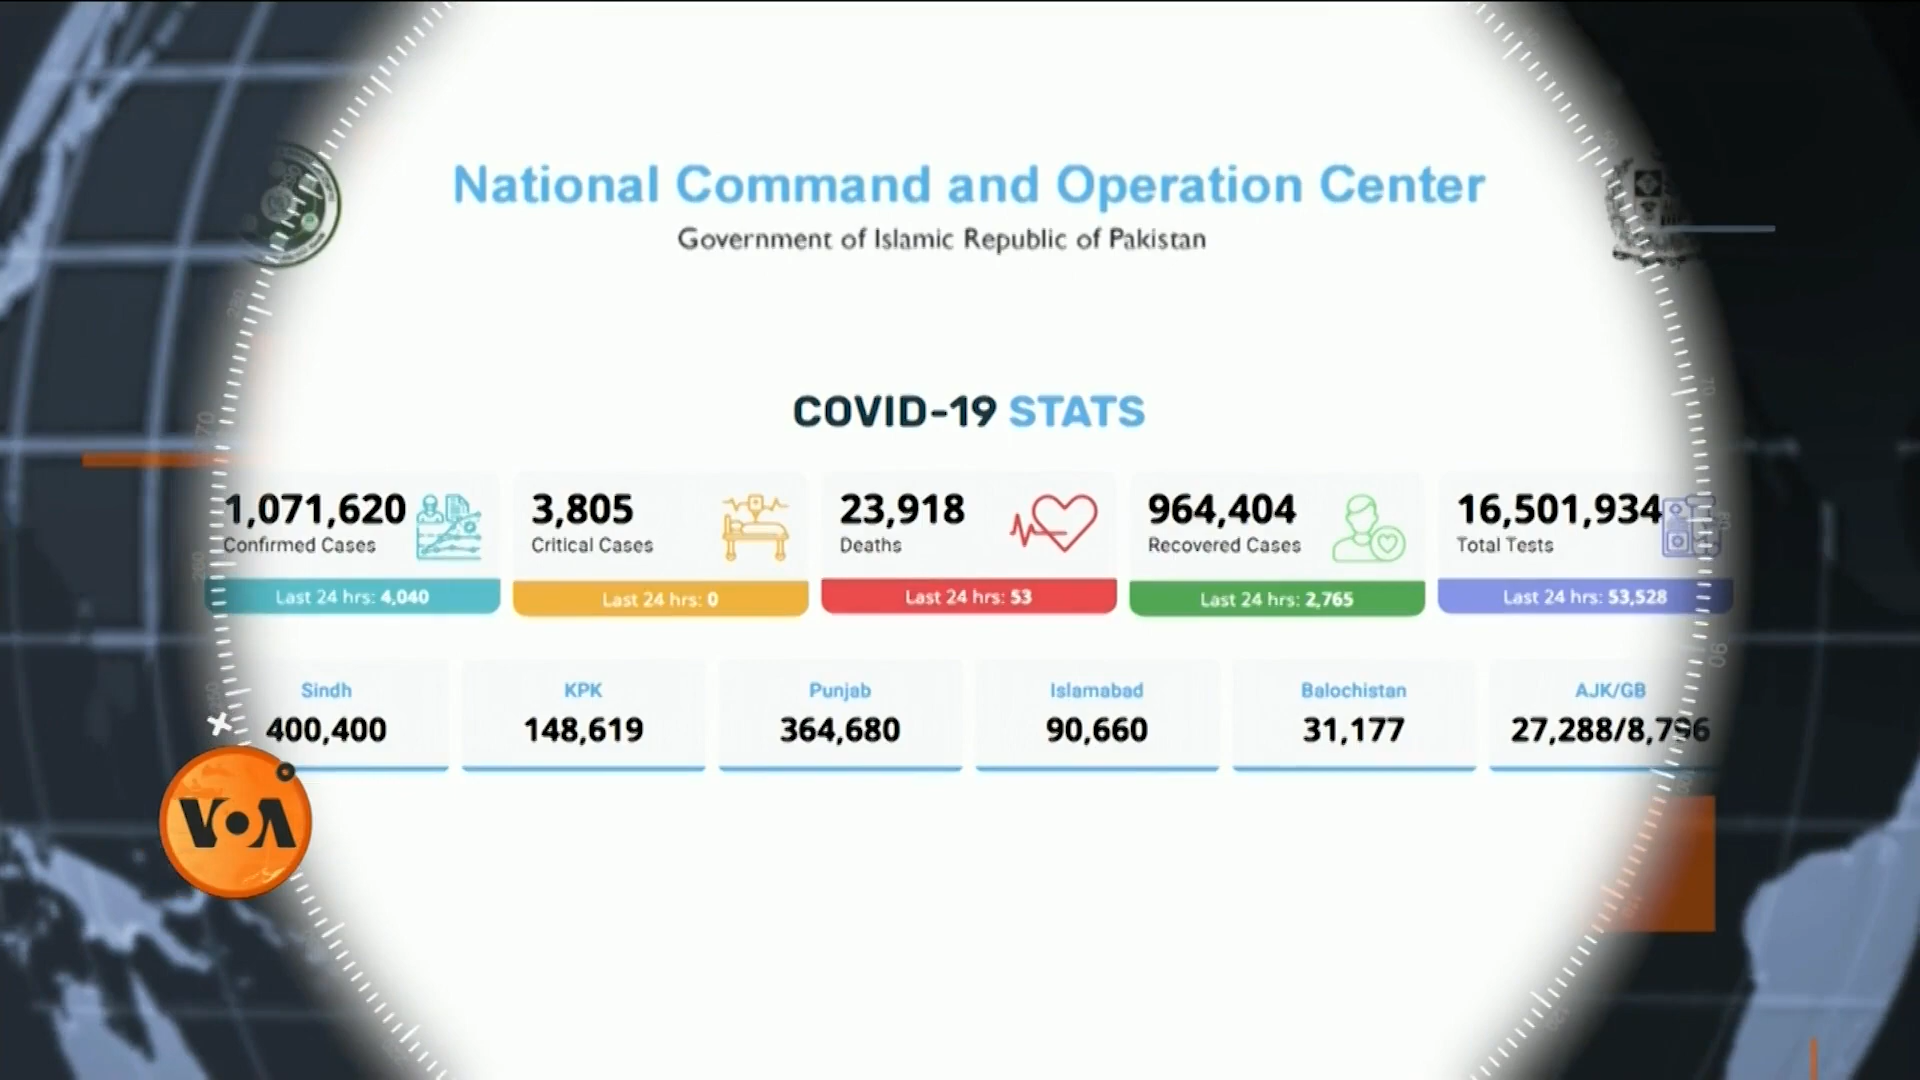 National Command and Operation Center
Government of Islamic Republic of Pakistan
COVID-19 STATS
1,071,620
Confirmed Cases
Last 24 hrs: 4,040
3,805
Critical Cases
Last 24 hrs: 0
23,918
Deaths
Last 24 hrs: 53
964,404
Recovered Cases
Last 24 hrs: 2,765
16,501,934
Total Tests
Last 24 hrs: 53,528
Sindh
400,400
KPK
148,619
Punjab
364,680
Islamabad
90,660
Balochistan
31,177
AJK/GB
27,288/8,796
VOA